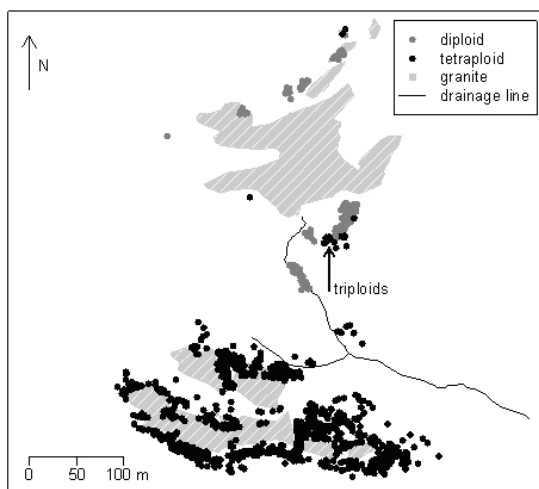 N
diploid
tetraploid
granite
drainage line
triploids
0 50 100 m